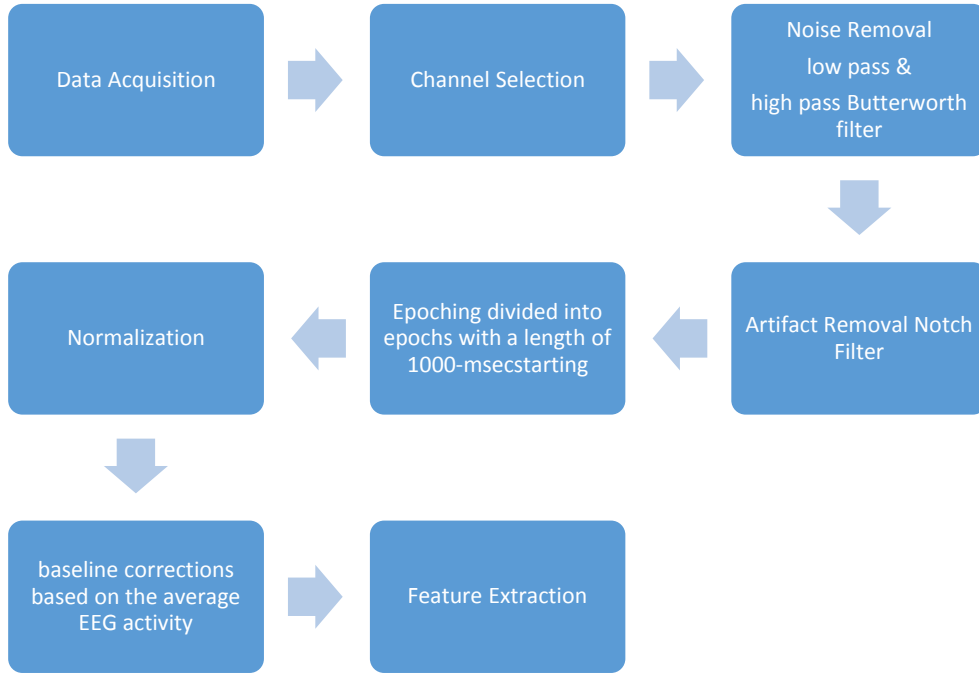 Data Acquisition
Channel Selection
Noise Removal
low pass &
high pass Butterworth
filter
Artifact Removal Notch
Filter
Epoching divided into
epochs with a length of
1000-msecstarting
Normalization
baseline corrections
based on the average
EEG activity
Feature Extraction